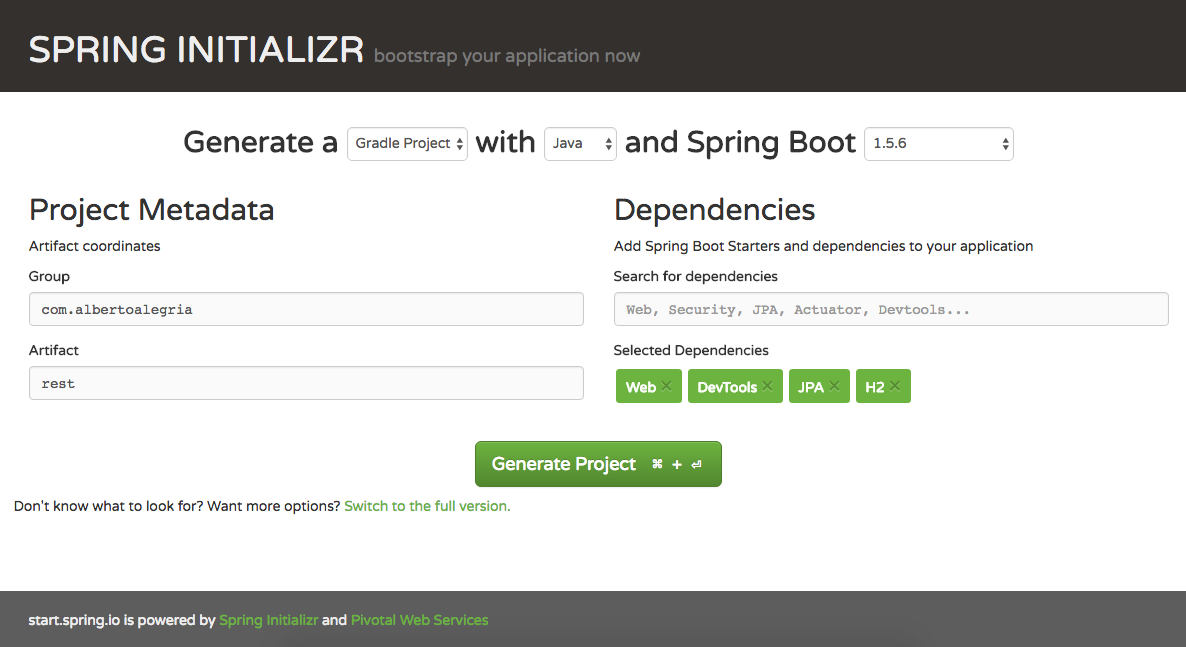 SPRING INITIALIZR bootstrap your application now
Generate a Gradle Project with Java and Spring Boot 1.5.6
Project Metadata
Artifact coordinates
Group
com.albertoalegria
Artifact
rest
Dependencies
Add Spring Boot Starters and dependencies to your application
Search for dependencies
Web, Security, JPA, Actuator, Devtools...
Selected Dependencies
Web × DevTools × JPA × H2 ×
Generate Project ⌘ + ⏎
Don't know what to look for? Want more options? Switch to the full version.
start.spring.io is powered by Spring Initializr and Pivotal Web Services